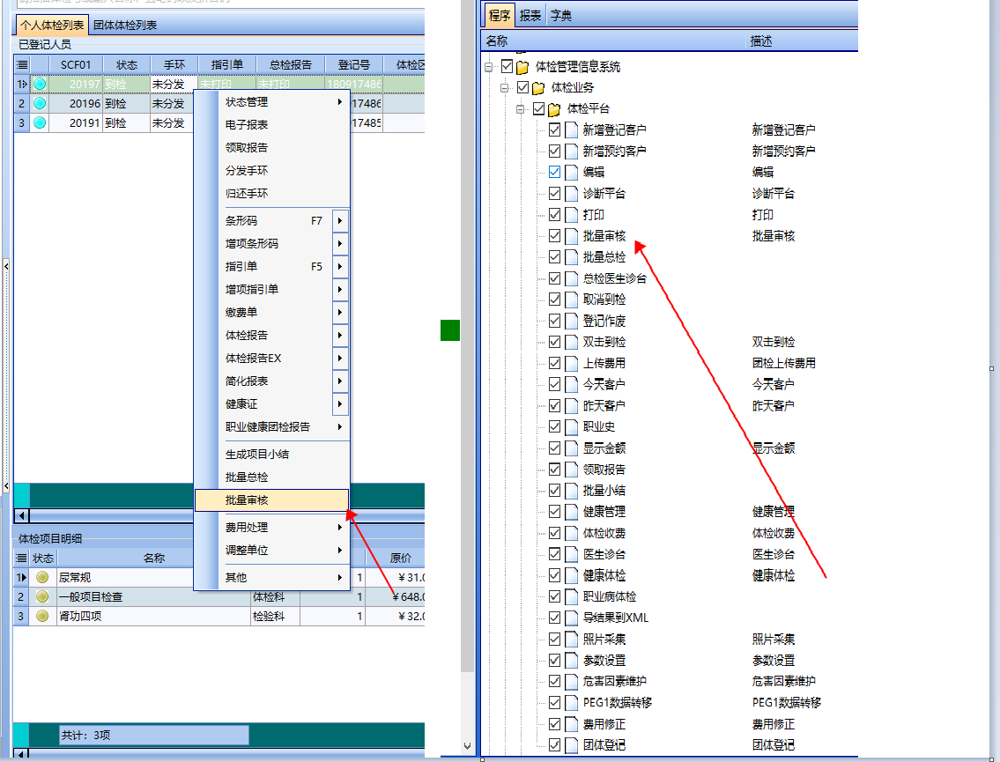 个人体检列表 团体体检列表
已登记人员
SCF01 状态 手环 指引单 总检报告 登记号 体检区
1 20197 到检 未分发 未打印 未打印 180917486
2 20196 到检 未分发 17486
3 20191 到检 未分发 17485
状态管理
电子报表
领取报告
分发手环
归还手环
条形码 F7
增项条形码
指引单 F5
增项指引单
缴费单
体检报告
体检报告EX
简化报表
健康证
职业健康团检报告
生成项目小结
批量总检
批量审核
费用处理
调整单位
其他
体检项目明细
状态 名称 原价
1 尿常规 1 ￥31.0
2 一般项目检查 体检科 1 ￥648.0
3 肾功四项 检验科 1 ￥32.0
共计：3项
程序 报表 字典
名称 描述
体检管理信息系统
体检业务
体检平台
新增登记客户 新增登记客户
新增预约客户 新增预约客户
编辑 编辑
诊断平台 诊断平台
打印 打印
批量审核 批量审核
批量总检
总检医生诊台
取消到检
登记作废
双击到检 双击到检
上传费用 团检上传费用
今天客户 今天客户
昨天客户 昨天客户
职业史
显示金额 显示金额
领取报告
批量小结
健康管理 健康管理
体检收费 体检收费
医生诊台 医生诊台
健康体检 健康体检
职业病体检
导结果到XML
照片采集 照片采集
参数设置 参数设置
危害因素维护 危害因素维护
PEG1数据转移 PEG1数据转移
费用修正 费用修正
团体登记 团体登记